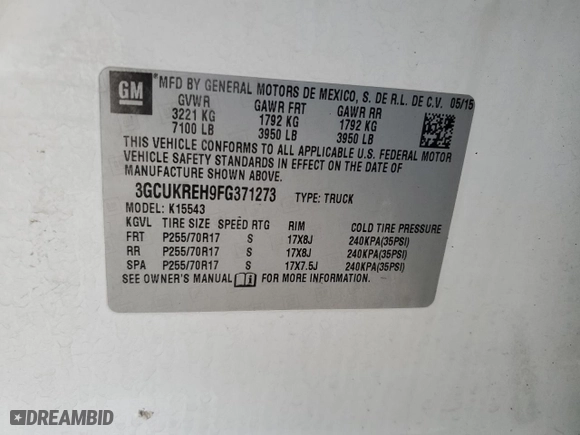 GM
*MFD BY GENERAL MOTORS DE MEXICO, S. DE R.L. DE C.V. 05/15
GVWR GAWR FRT GAWR RR
3221 KG 1792 KG 1792 KG
7100 LB 3950 LB 3950 LB
THIS VEHICLE CONFORMS TO ALL APPLICABLE U.S. FEDERAL MOTOR
VEHICLE SAFETY STANDARDS IN EFFECT ON THE DATE OF
MANUFACTURE SHOWN ABOVE.
3GCUKREH9FG371273 TYPE: TRUCK
MODEL: K15543
KGVL TIRE SIZE SPEED RTG RIM COLD TIRE PRESSURE
FRT P255/70R17 S 17X8J 240KPA(35PSI)
RR P255/70R17 S 17X8J 240KPA(35PSI)
SPA P255/70R17 S 17X7.5J 240KPA(35PSI)
SEE OWNER'S MANUAL FOR MORE INFORMATION.
DREAMBID